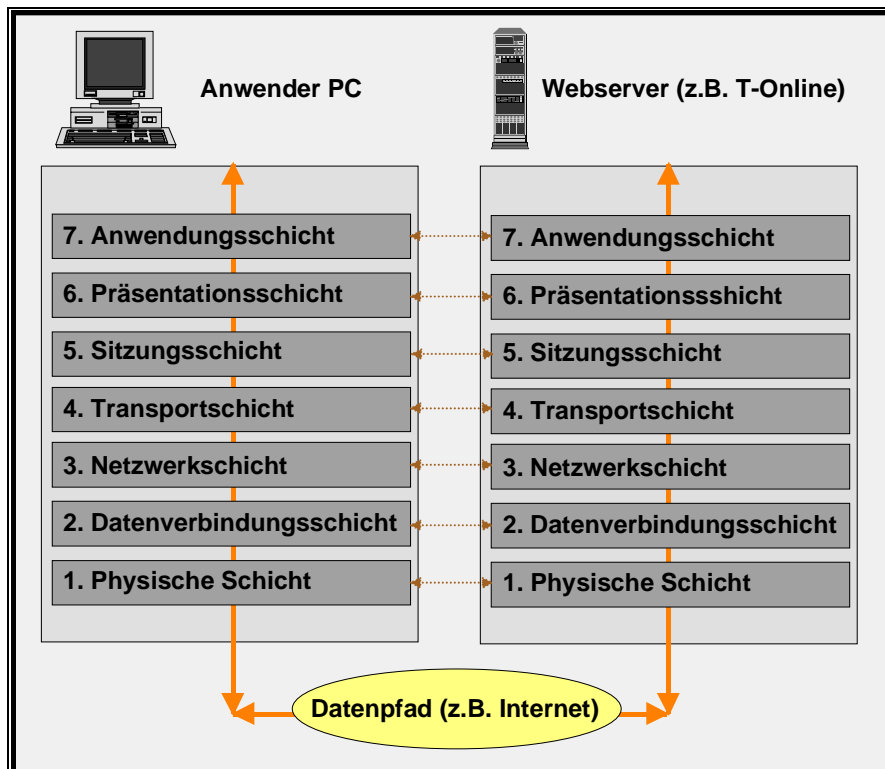 Anwender PC
Webserver (z.B. T-Online)
7. Anwendungsschicht
6. Präsentationsschicht
5. Sitzungsschicht
4. Transportschicht
3. Netzwerkschicht
2. Datenverbindungsschicht
1. Physische Schicht
7. Anwendungsschicht
6. Präsentationssshicht
5. Sitzungsschicht
4. Transportschicht
3. Netzwerkschicht
2. Datenverbindungsschicht
1. Physische Schicht
Datenpfad (z.B. Internet)